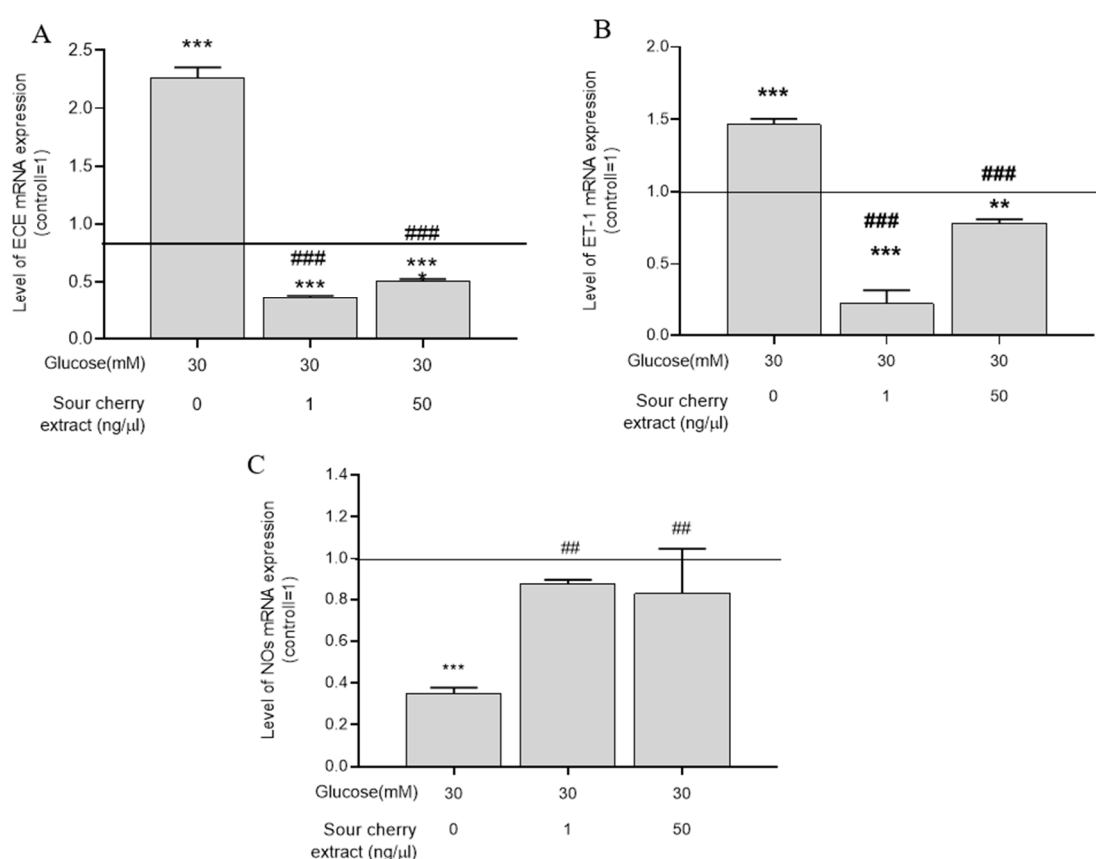 A
Level of ECE mRNA expression
(controll=1)
2.5
2.0
1.5
1.0
0.5
0.0
***
###
***
###
***
*
Glucose(mM) 30 30 30
Sour cherry
extract (ng/μl) 0 1 50
B
Level of ET-1 mRNA expression
(controll=1)
2.0
1.5
1.0
0.5
0.0
***
###
***
###
**
Glucose(mM) 30 30 30
Sour cherry
extract (ng/μl) 0 1 50
C
Level of NOs mRNA expression
(controll=1)
1.4
1.2
1.0
0.8
0.6
0.4
0.2
0.0
***
##
##
Glucose(mM) 30 30 30
Sour cherry
extract (ng/μl) 0 1 50